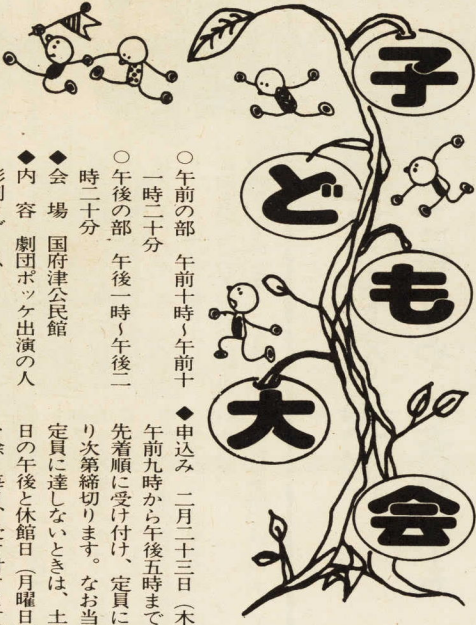 子ども大会
○午前の部　午前十時~午前十
一時二十分
○午後の部　午後一時~午後二
時二十分
◆会　場　国府津公民館
◆内　容　劇団ポッケ出演の人
◆申込み　二月二十三日(木
午前九時から午後五時まで
先着順に受け付け、定員に
り次第締切ります。なお当
定員に達しないときは、土
日の午後と休館日(月曜日